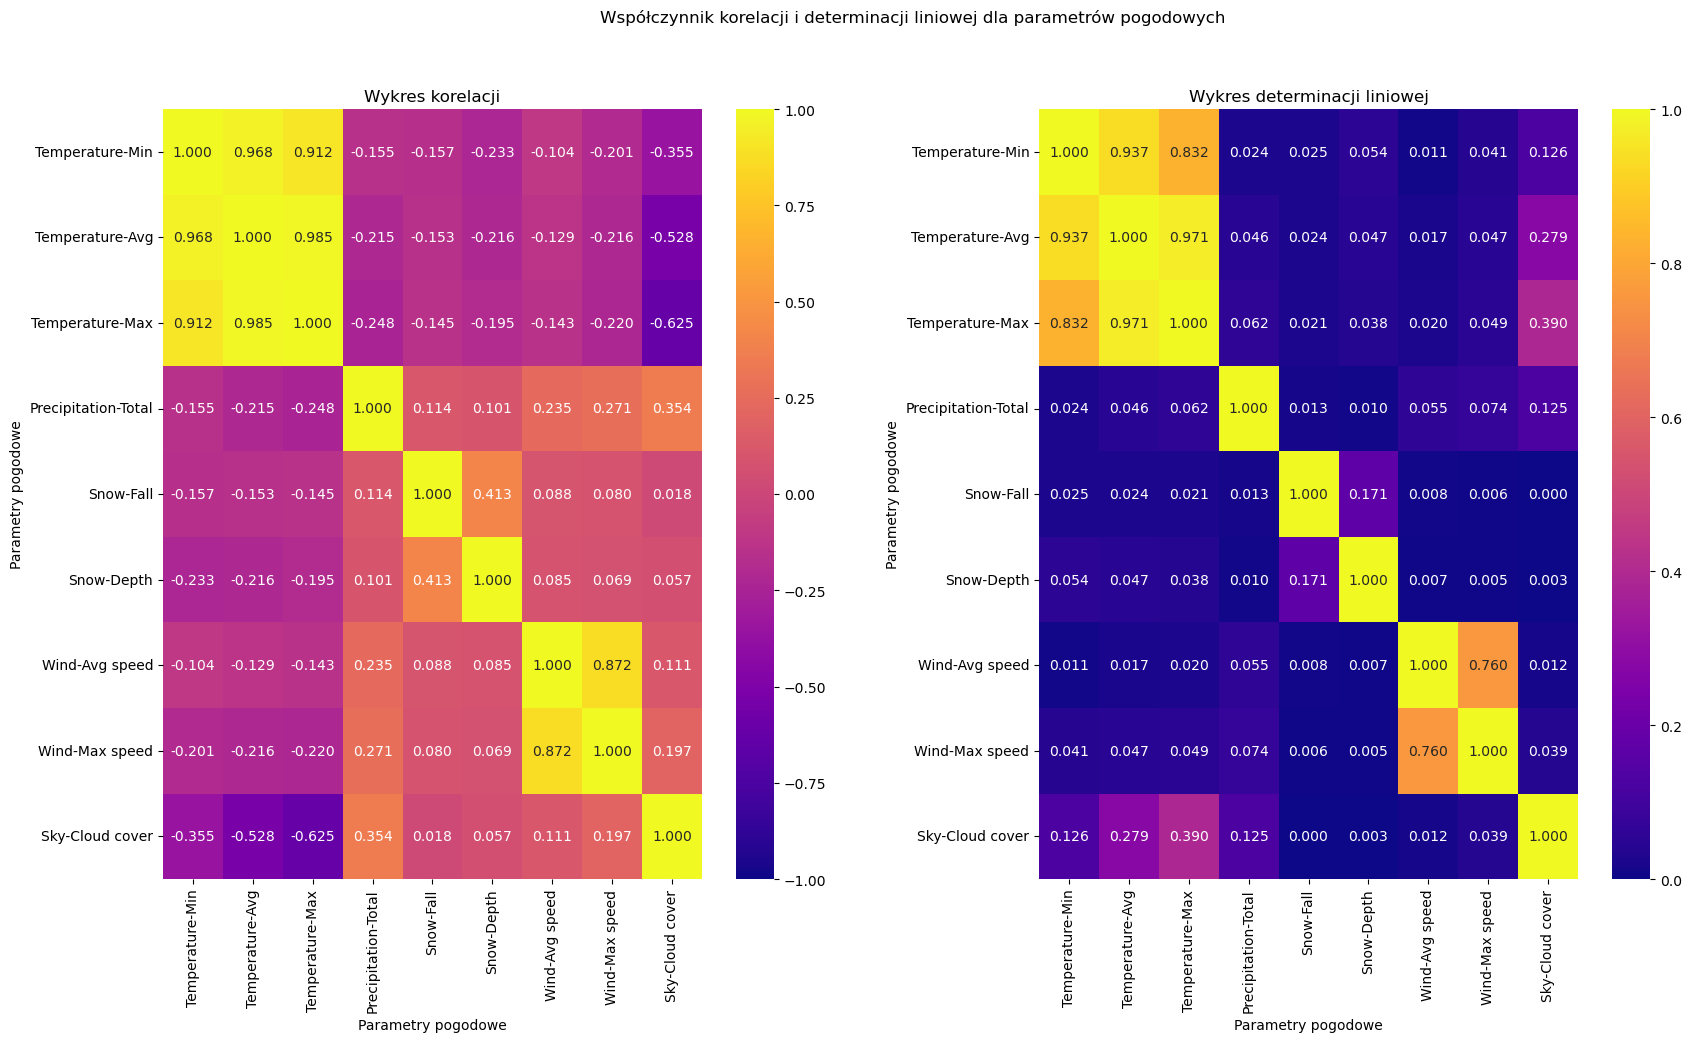 Współczynnik korelacji i determinacji liniowej dla parametrów pogodowych
Wykres korelacji
Parametry pogodowe
Temperature-Min 1.000 0.968 0.912 -0.155 -0.157 -0.233 -0.104 -0.201 -0.355
Temperature-Avg 0.968 1.000 0.985 -0.215 -0.153 -0.216 -0.129 -0.216 -0.528
Temperature-Max 0.912 0.985 1.000 -0.248 -0.145 -0.195 -0.143 -0.220 -0.625
Precipitation-Total -0.155 -0.215 -0.248 1.000 0.114 0.101 0.235 0.271 0.354
Snow-Fall -0.157 -0.153 -0.145 0.114 1.000 0.413 0.088 0.080 0.018
Snow-Depth -0.233 -0.216 -0.195 0.101 0.413 1.000 0.085 0.069 0.057
Wind-Avg speed -0.104 -0.129 -0.143 0.235 0.088 0.085 1.000 0.872 0.111
Wind-Max speed -0.201 -0.216 -0.220 0.271 0.080 0.069 0.872 1.000 0.197
Sky-Cloud cover -0.355 -0.528 -0.625 0.354 0.018 0.057 0.111 0.197 1.000
Temperature-Min
Temperature-Avg
Temperature-Max
Precipitation-Total
Snow-Fall
Snow-Depth
Wind-Avg speed
Wind-Max speed
Sky-Cloud cover
Parametry pogodowe
1.00
0.75
0.50
0.25
0.00
−0.25
−0.50
−0.75
−1.00
Wykres determinacji liniowej
Parametry pogodowe
Temperature-Min 1.000 0.937 0.832 0.024 0.025 0.054 0.011 0.041 0.126
Temperature-Avg 0.937 1.000 0.971 0.046 0.024 0.047 0.017 0.047 0.279
Temperature-Max 0.832 0.971 1.000 0.062 0.021 0.038 0.020 0.049 0.390
Precipitation-Total 0.024 0.046 0.062 1.000 0.013 0.010 0.055 0.074 0.125
Snow-Fall 0.025 0.024 0.021 0.013 1.000 0.171 0.008 0.006 0.000
Snow-Depth 0.054 0.047 0.038 0.010 0.171 1.000 0.007 0.005 0.003
Wind-Avg speed 0.011 0.017 0.020 0.055 0.008 0.007 1.000 0.760 0.012
Wind-Max speed 0.041 0.047 0.049 0.074 0.006 0.005 0.760 1.000 0.039
Sky-Cloud cover 0.126 0.279 0.390 0.125 0.000 0.003 0.012 0.039 1.000
Temperature-Min
Temperature-Avg
Temperature-Max
Precipitation-Total
Snow-Fall
Snow-Depth
Wind-Avg speed
Wind-Max speed
Sky-Cloud cover
Parametry pogodowe
1.0
0.8
0.6
0.4
0.2
0.0